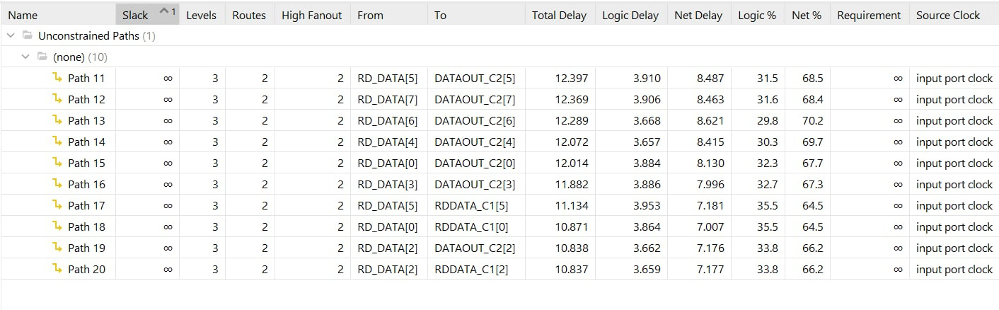 Name Slack 1 Levels Routes High Fanout From To Total Delay Logic Delay Net Delay Logic % Net % Requirement Source Clock
Unconstrained Paths (1)
(none) (10)
Path 11 ∞ 3 2 2 RD_DATA[5] DATAOUT_C2[5] 12.397 3.910 8.487 31.5 68.5 ∞ input port clock
Path 12 ∞ 3 2 2 RD_DATA[7] DATAOUT_C2[7] 12.369 3.906 8.463 31.6 68.4 ∞ input port clock
Path 13 ∞ 3 2 2 RD_DATA[6] DATAOUT_C2[6] 12.289 3.668 8.621 29.8 70.2 ∞ input port clock
Path 14 ∞ 3 2 2 RD_DATA[4] DATAOUT_C2[4] 12.072 3.657 8.415 30.3 69.7 ∞ input port clock
Path 15 ∞ 3 2 2 RD_DATA[0] DATAOUT_C2[0] 12.014 3.884 8.130 32.3 67.7 ∞ input port clock
Path 16 ∞ 3 2 2 RD_DATA[3] DATAOUT_C2[3] 11.882 3.886 7.996 32.7 67.3 ∞ input port clock
Path 17 ∞ 3 2 2 RD_DATA[5] RDDATA_C1[5] 11.134 3.953 7.181 35.5 64.5 ∞ input port clock
Path 18 ∞ 3 2 2 RD_DATA[0] RDDATA_C1[0] 10.871 3.864 7.007 35.5 64.5 ∞ input port clock
Path 19 ∞ 3 2 2 RD_DATA[2] DATAOUT_C2[2] 10.838 3.662 7.176 33.8 66.2 ∞ input port clock
Path 20 ∞ 3 2 2 RD_DATA[2] RDDATA_C1[2] 10.837 3.659 7.177 33.8 66.2 ∞ input port clock